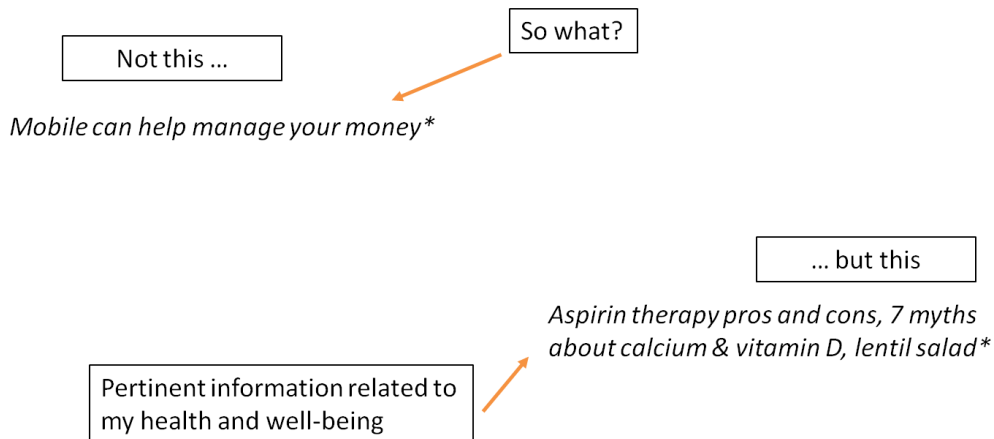 So what?
Not this …
Mobile can help manage your money*
… but this
Aspirin therapy pros and cons, 7 myths
about calcium & vitamin D, lentil salad*
Pertinent information related to
my health and well-being